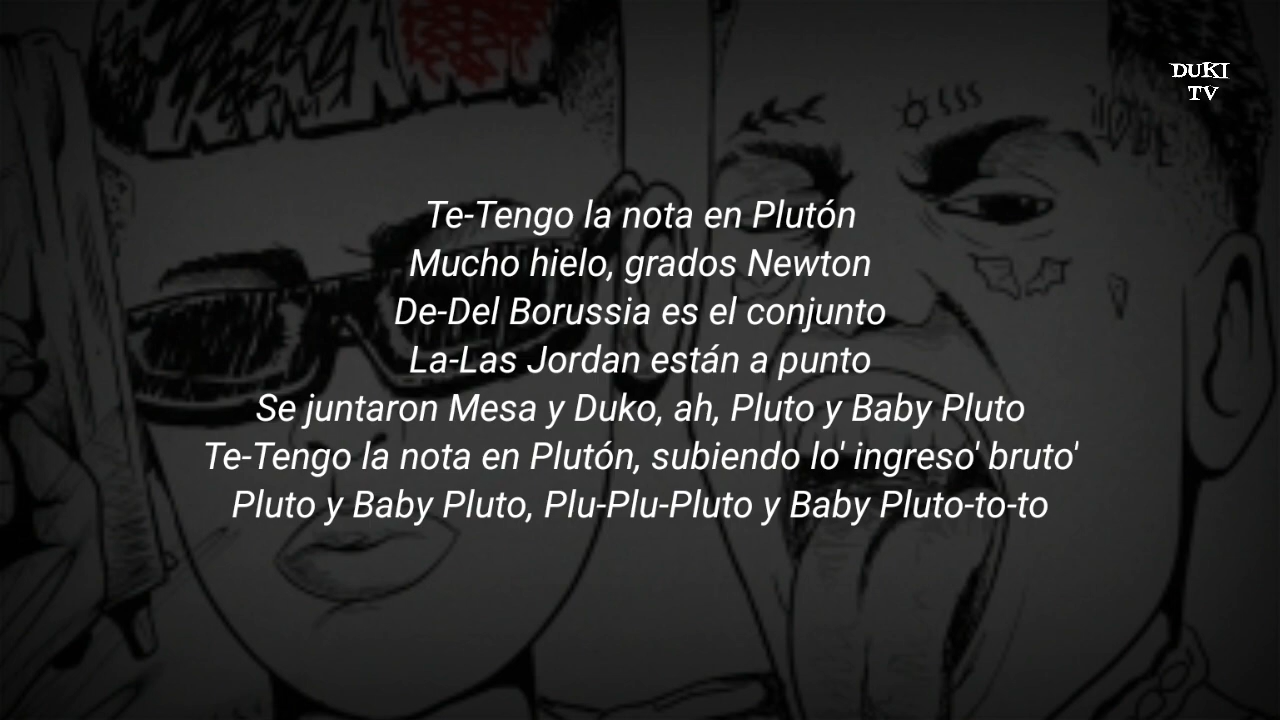 DUKI
TV
Te-Tengo la nota en Plutón
Mucho hielo, grados Newton
De-Del Borussia es el conjunto
La-Las Jordan están a punto
Se juntaron Mesa y Duko, ah, Pluto y Baby Pluto
Te-Tengo la nota en Plutón, subiendo lo' ingreso' bruto'
Pluto y Baby Pluto, Plu-Plu-Pluto y Baby Pluto-to-to